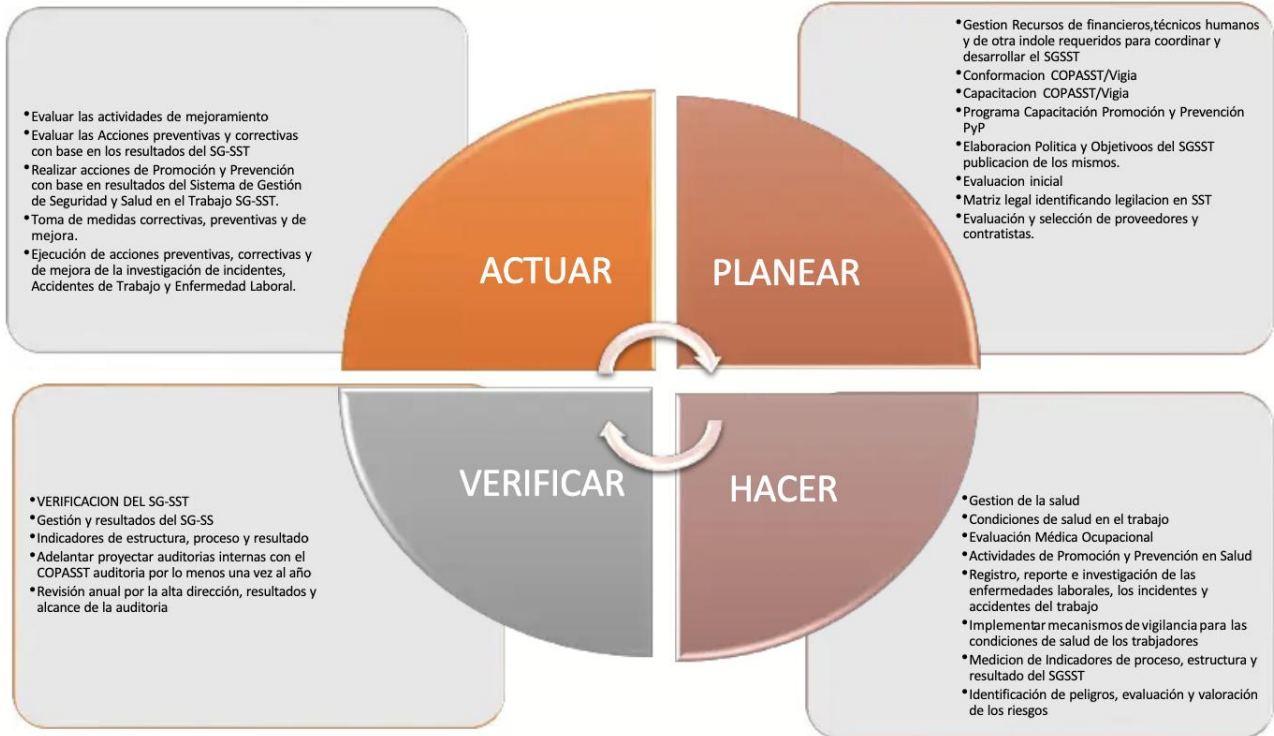 •Evaluar las actividades de mejoramiento
•Evaluar las Acciones preventivas y correctivas
con base en los resultados del SG-SST
•Realizar acciones de Promoción y Prevención
con base en resultados del Sistema de Gestión
de Seguridad y Salud en el Trabajo SG-SST.
•Toma de medidas correctivas, preventivas y de
mejora.
•Ejecución de acciones preventivas, correctivas y
de mejora de la investigación de incidentes,
Accidentes de Trabajo y Enfermedad Laboral.
ACTUAR
PLANEAR
•Gestion Recursos de financieros,técnicos humanos
y de otra indole requeridos para coordinar y
desarrollar el SGSST
•Conformacion COPASST/Vigia
•Capacitacion COPASST/Vigia
•Programa Capacitación Promoción y Prevención
PyP
•Elaboracion Politica y Objetivoos del SGSST
publicacion de los mismos.
•Evaluacion inicial
•Matriz legal identificando legilacion en SST
•Evaluación y selección de proveedores y
contratistas.
•VERIFICACION DEL SG-SST
•Gestión y resultados del SG-SS
•Indicadores de estructura, proceso y resultado
•Adelantar proyectar auditorias internas con el
COPASST auditoria por lo menos una vez al año
•Revisión anual por la alta dirección, resultados y
alcance de la auditoria
VERIFICAR
HACER
•Gestion de la salud
•Condiciones de salud en el trabajo
•Evaluación Médica Ocupacional
•Actividades de Promoción y Prevención en Salud
•Registro, reporte e investigación de las
enfermedades laborales, los incidentes y
accidentes del trabajo
•Implementar mecanismos de vigilancia para las
condiciones de salud de los trabjadores
•Medicion de Indicadores de proceso, estructura y
resultado del SGSST
•Identificación de peligros, evaluación y valoración
de los riesgos